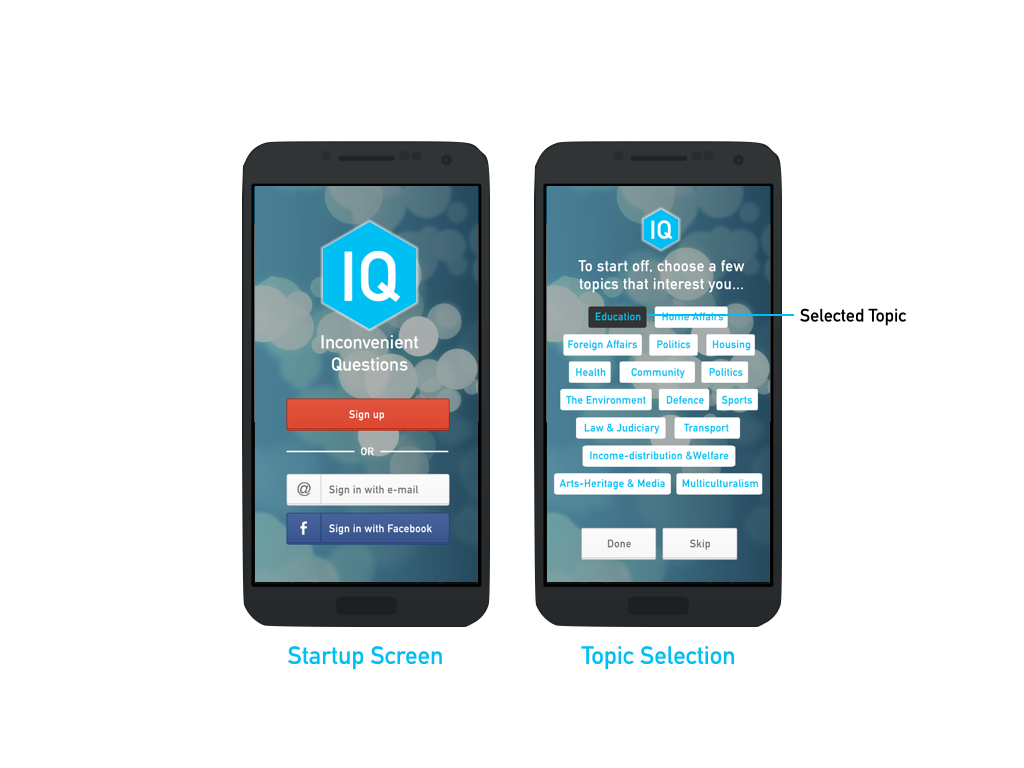 IQ
Inconvenient
Questions
Sign up
OR
@ Sign in with e-mail
f Sign in with Facebook
Startup Screen
IQ
To start off, choose a few
topics that interest you...
Education Home Affairs
Foreign Affairs Politics Housing
Health Community Politics
The Environment Defence Sports
Law & Judiciary Transport
Income-distribution &Welfare
Arts-Heritage & Media Multiculturalism
Done Skip
Topic Selection
Selected Topic